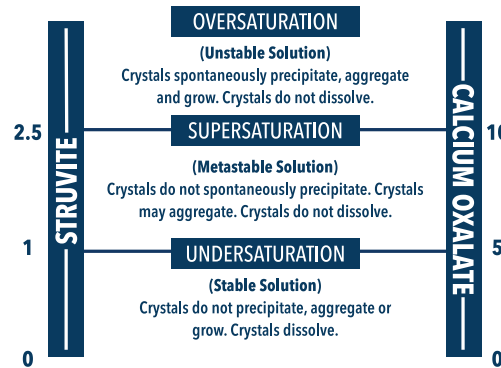 OVERSATURATION
(Unstable Solution)
Crystals spontaneously precipitate, aggregate
and grow. Crystals do not dissolve.
2.5
SUPERSATURATION
(Metastable Solution)
Crystals do not spontaneously precipitate. Crystals
may aggregate. Crystals do not dissolve.
STRUVITE
CALCIUM OXALATE
1
UNDERSATURATION
5
(Stable Solution)
Crystals do not precipitate, aggregate or
grow. Crystals dissolve.
0
0